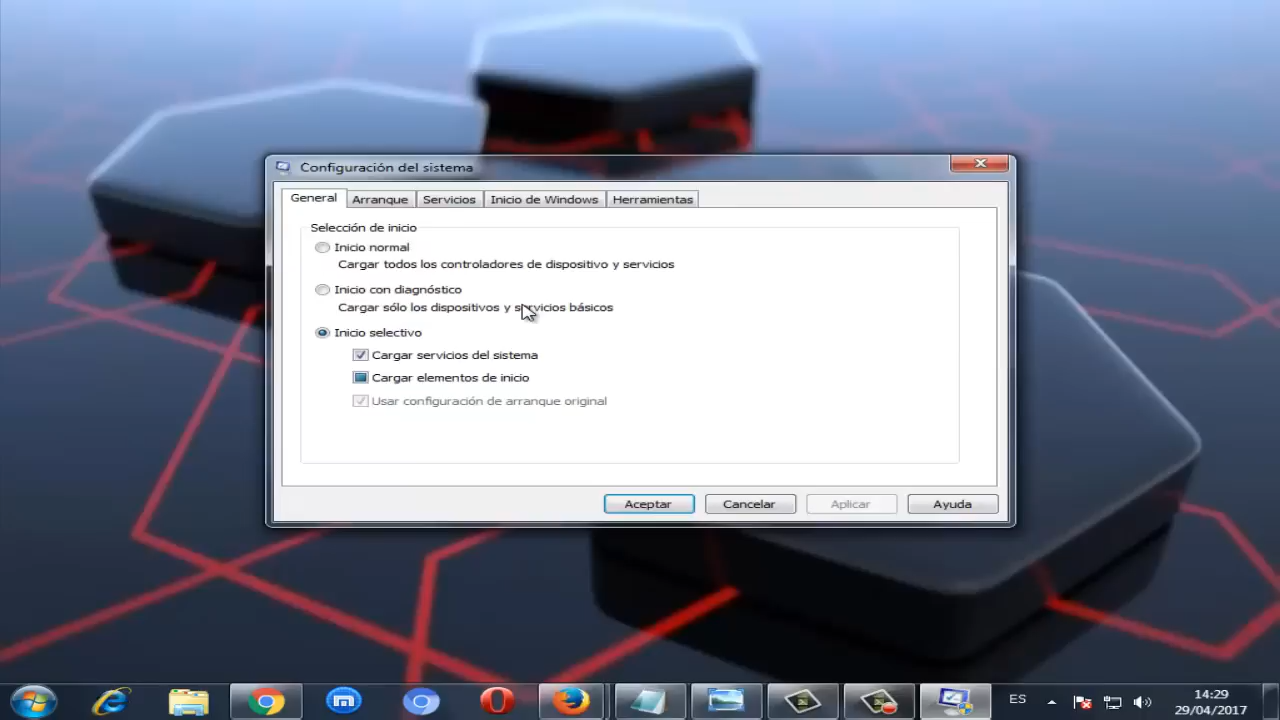 Configuración del sistema
General Arranque Servicios Inicio de Windows Herramientas
Selección de inicio
Inicio normal
Cargar todos los controladores de dispositivo y servicios
Inicio con diagnóstico
Cargar sólo los dispositivos y servicios básicos
Inicio selectivo
Cargar servicios del sistema
Cargar elementos de inicio
Usar configuración de arranque original
Aceptar Cancelar Aplicar Ayuda
ES
14:29
29/04/2017